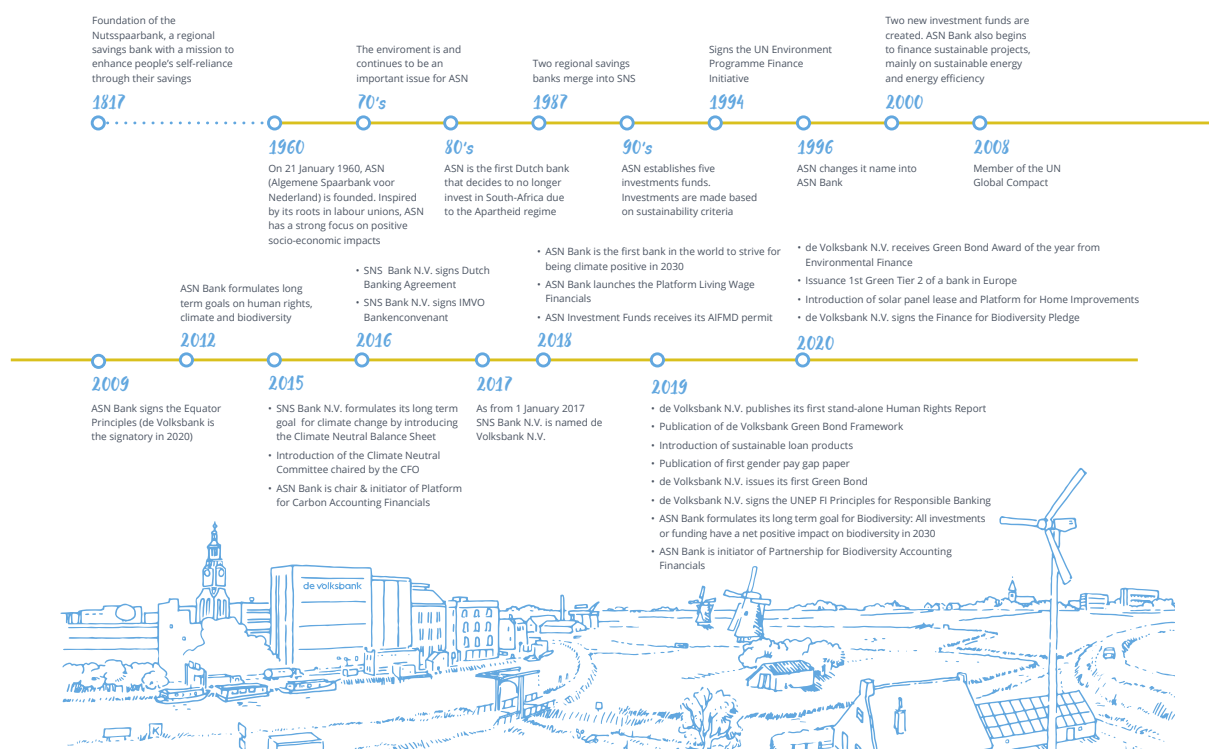 Foundation of the
Nutsspaarbank, a regional
savings bank with a mission to
enhance people's self-reliance
through their savings
1817
1960
On 21 January 1960, ASN
(Algemene Spaarbank voor
Nederland) is founded. Inspired
by its roots in labour unions, ASN
has a strong focus on positive
socio-economic impacts
The enviroment is and
continues to be an
important issue for ASN
70's
80's
ASN is the first Dutch bank
that decides to no longer
invest in South-Africa due
to the Apartheid regime
Two regional savings
banks merge into SNS
1987
90's
ASN establishes five
investments funds.
Investments are made based
on sustainability criteria
Signs the UN Environment
Programme Finance
Initiative
1994
1996
ASN changes it name into
ASN Bank
Two new investment funds are
created. ASN Bank also begins
to finance sustainable projects,
mainly on sustainable energy
and energy efficiency
2000
2008
Member of the UN
Global Compact
2009
ASN Bank signs the Equator
Principles (de Volksbank is
the signatory in 2020)
ASN Bank formulates long
term goals on human rights,
climate and biodiversity
2012
2015
• SNS Bank N.V. formulates its long term
goal for climate change by introducing
the Climate Neutral Balance Sheet
• Introduction of the Climate Neutral
Committee chaired by the CFO
• ASN Bank is chair & initiator of Platform
for Carbon Accounting Financials
• SNS Bank N.V. signs Dutch
Banking Agreement
• SNS Bank N.V. signs IMVO
Bankenconvenant
2016
2017
As from 1 January 2017
SNS Bank N.V. is named de
Volksbank N.V.
• ASN Bank is the first bank in the world to strive for
being climate positive in 2030
• ASN Bank launches the Platform Living Wage
Financials
• ASN Investment Funds receives its AIFMD permit
2018
2019
• de Volksbank N.V. publishes its first stand-alone Human Rights Report
• Publication of de Volksbank Green Bond Framework
• Introduction of sustainable loan products
• Publication of first gender pay gap paper
• de Volksbank N.V. issues its first Green Bond
• de Volksbank N.V. signs the UNEP FI Principles for Responsible Banking
• ASN Bank formulates its long term goal for Biodiversity: All investments
or funding have a net positive impact on biodiversity in 2030
• ASN Bank is initiator of Partnership for Biodiversity Accounting
Financials
• de Volksbank N.V. receives Green Bond Award of the year from
Environmental Finance
• Issuance 1st Green Tier 2 of a bank in Europe
• Introduction of solar panel lease and Platform for Home Improvements
• de Volksbank N.V. signs the Finance for Biodiversity Pledge
2020
de volksbank